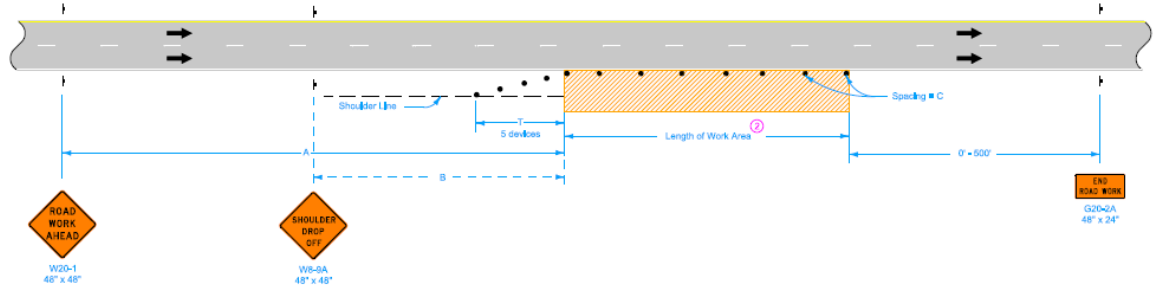 Shoulder Line
T
5 devices
Spacing = C
Length of Work Area
2
A
0' - 500'
B
ROAD
WORK
AHEAD
W20-1
48" x 48"
SHOULDER
DROP
OFF
W8-9A
48" x 48"
END
ROAD WORK
G20-2A
48" x 24"